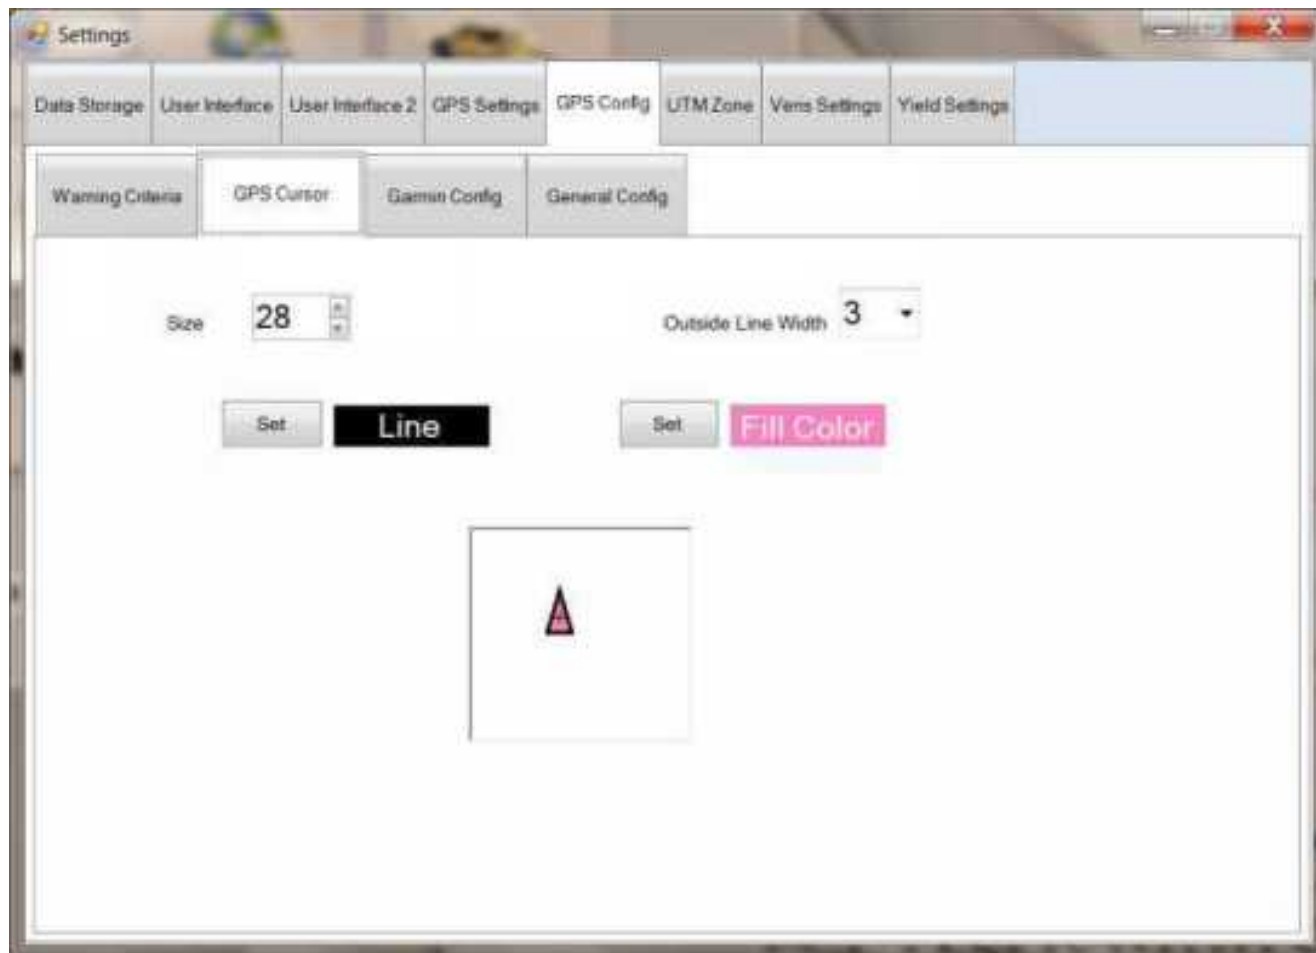 Settings
Data Storage User Interface User Interface 2 GPS Settings GPS Config UTM Zone Veris Settings Yield Settings
Warning Criteria GPS Cursor Garmin Config General Config
Size 28 Outside Line Width 3
Set Line Set Fill Color